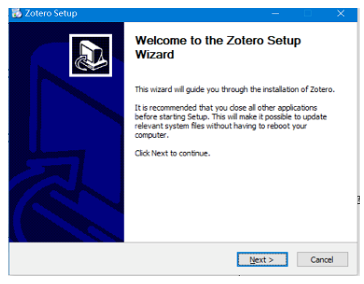 Zotero Setup
Welcome to the Zotero Setup
Wizard
This wizard will guide you through the installation of Zotero.
It is recommended that you close all other applications
before starting Setup. This will make it possible to update
relevant system files without having to reboot your
computer.
Click Next to continue.
Next >
Cancel